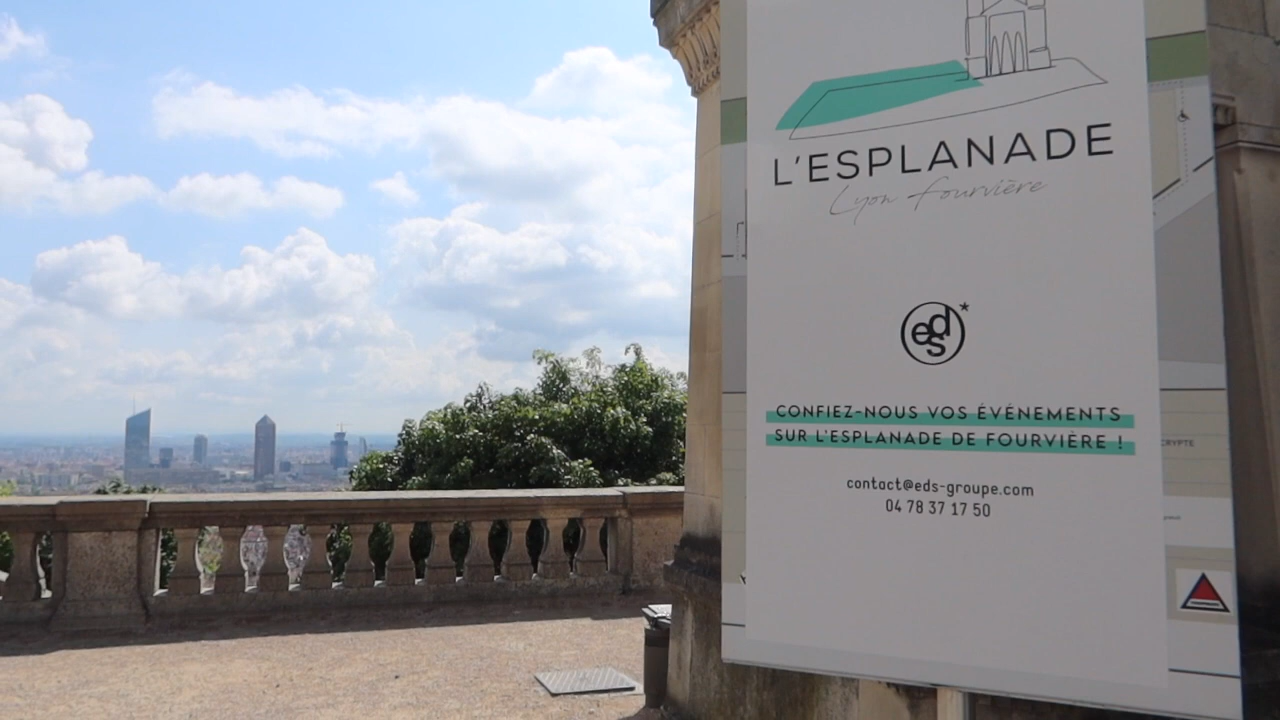 L'ESPLANADE
Lyon fourvière
eds*
CONFIEZ-NOUS VOS ÉVÉNEMENTS
SUR L'ESPLANADE DE FOURVIÈRE !
contact@eds-groupe.com
04 78 37 17 50
CRYPTE